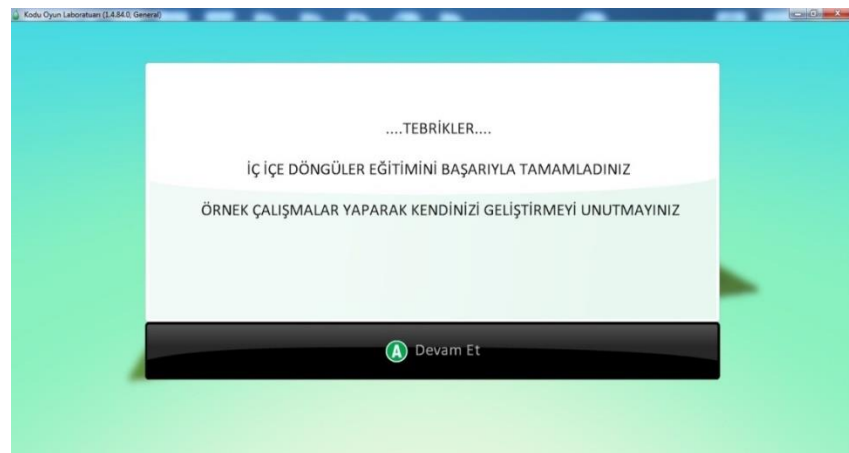 Kodu Oyun Laboratuarı (1.4.84.0, General)
....TEBRİKLER....
İÇ İÇE DÖNGÜLER EĞİTİMİNİ BAŞARIYLA TAMAMLADINIZ
ÖRNEK ÇALIŞMALAR YAPARAK KENDİNİZİ GELİŞTİRMEYİ UNUTMAYINIZ
A Devam Et